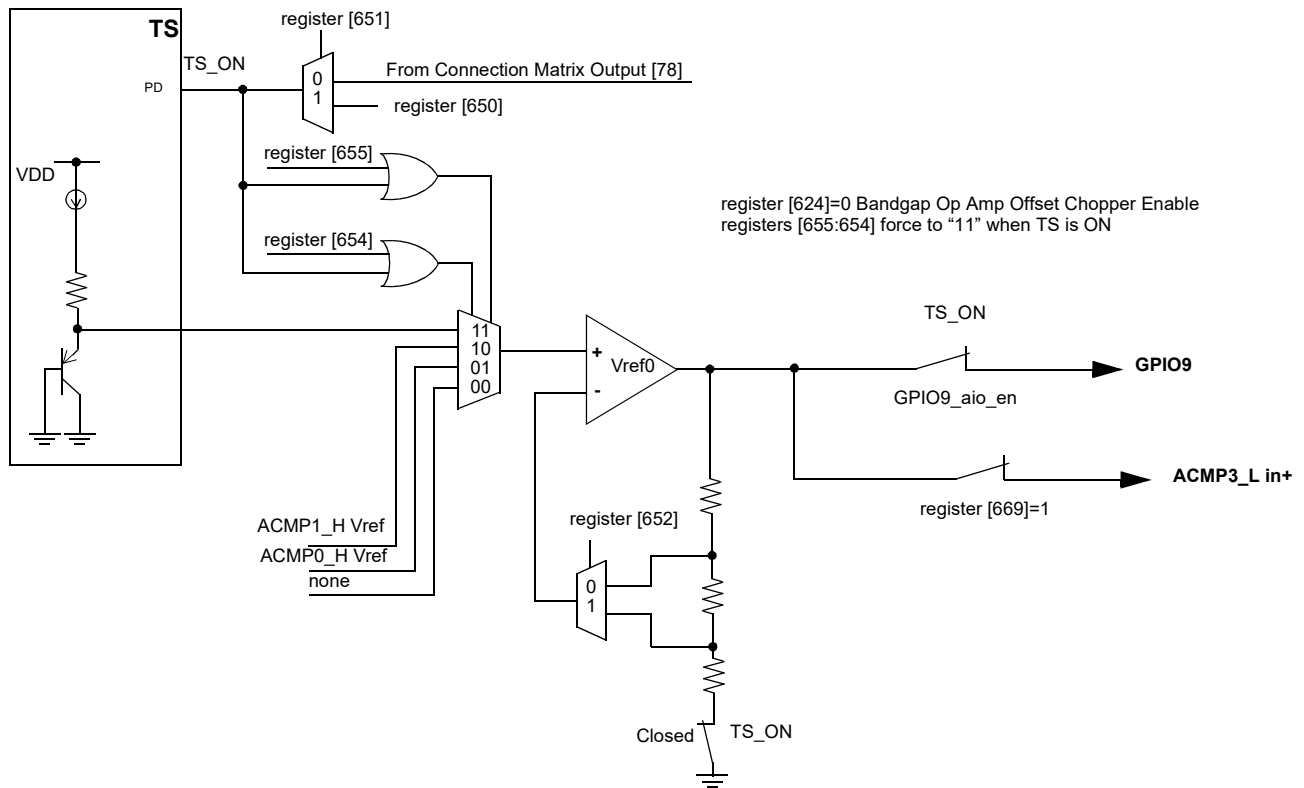 TS
register [651]
TS_ON
PD
0
1
From Connection Matrix Output [78]
register [650]
register [655]
VDD
register [624]=0 Bandgap Op Amp Offset Chopper Enable
registers [655:654] force to “11” when TS is ON
register [654]
11
10
01
00
+
-
Vref0
TS_ON
GPIO9
GPIO9_aio_en
ACMP3_L in+
register [669]=1
ACMP1_H Vref
ACMP0_H Vref
none
register [652]
0
1
Closed
TS_ON